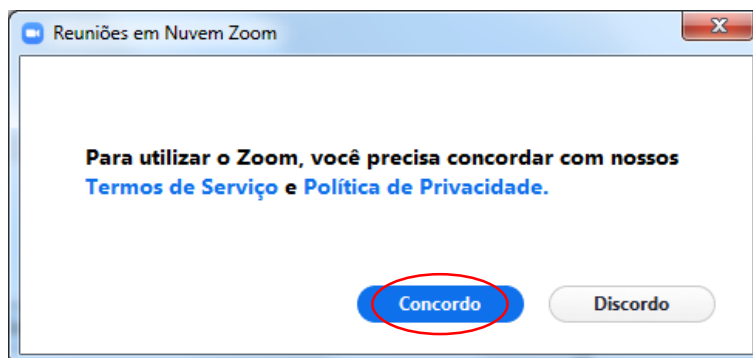 Reuniões em Nuvem Zoom
Para utilizar o Zoom, você precisa concordar com nossos
Termos de Serviço e Política de Privacidade.
Concordo Discordo